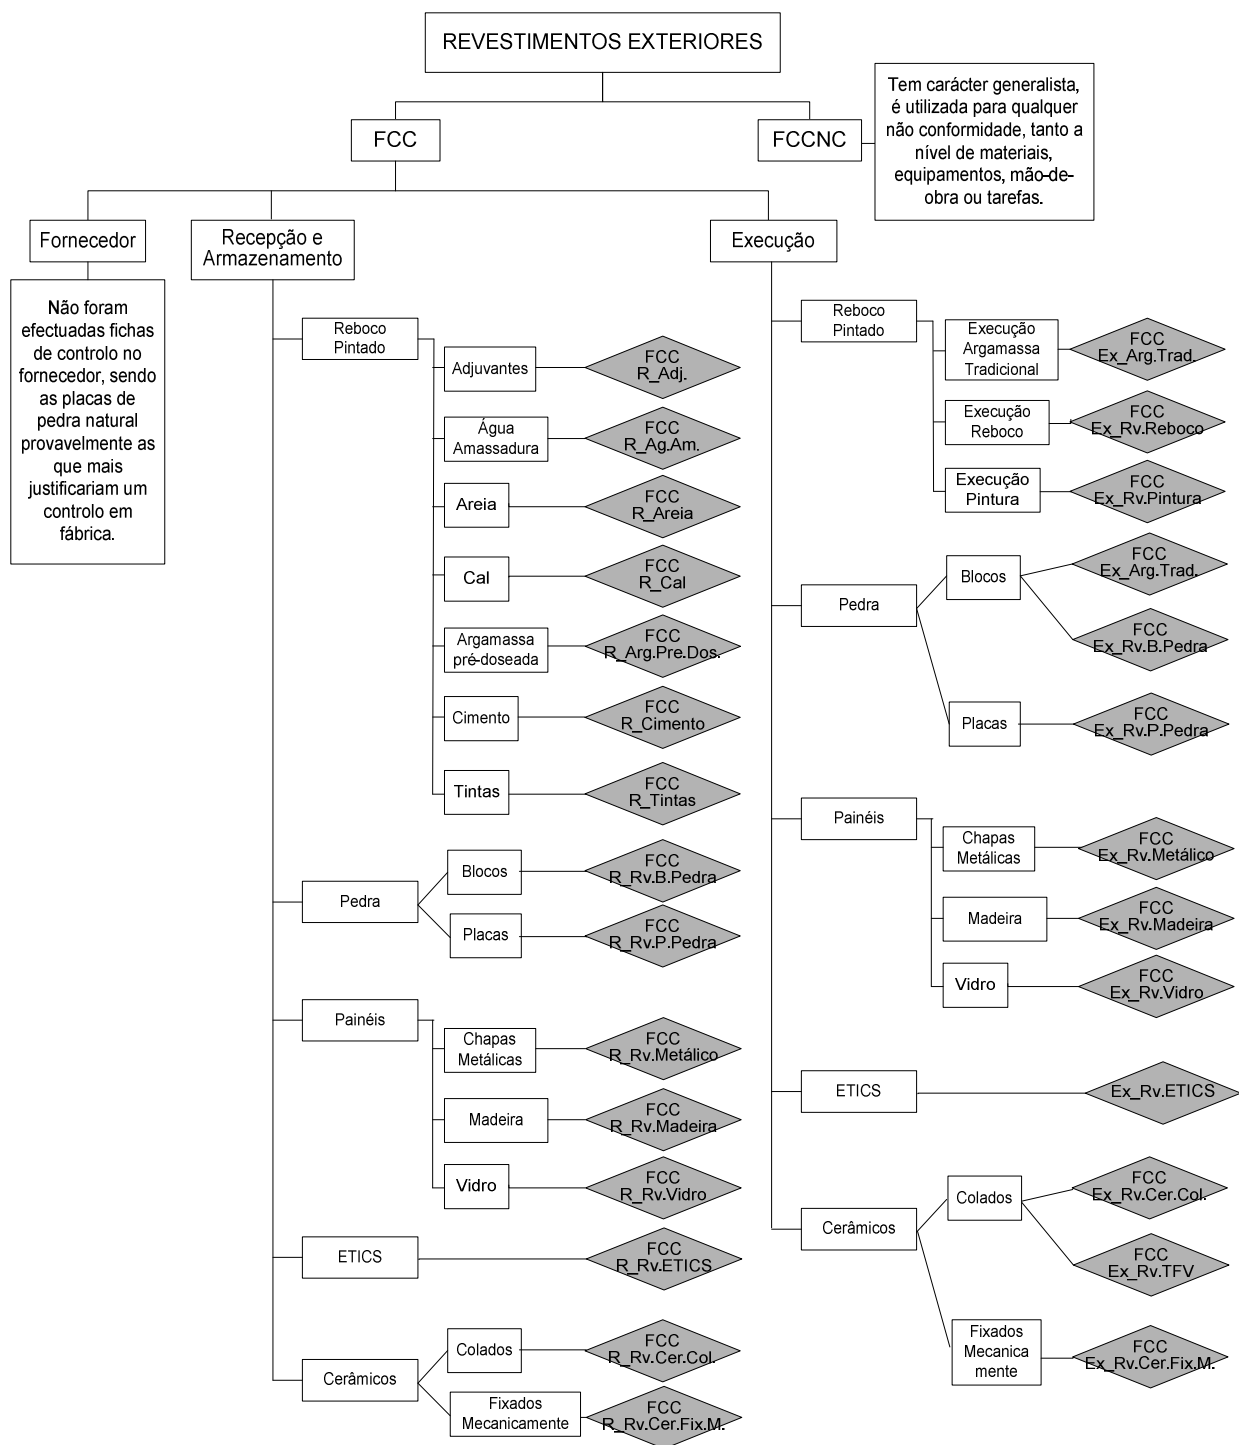 REVESTIMENTOS EXTERIORES
FCC
FCCNC
Tem carácter generalista,
é utilizada para qualquer
não conformidade, tanto a
nível de materiais,
equipamentos, mão-de-
obra ou tarefas.
Fornecedor
Não foram
efectuadas fichas
de controlo no
fornecedor, sendo
as placas de
pedra natural
provavelmente as
que mais
justificariam um
controlo em
fábrica.
Recepção e
Armazenamento
Reboco
Pintado
Adjuvantes
FCC
R_Adj.
Água
Amassadura
FCC
R_Ag.Am.
Areia
FCC
R_Areia
Cal
FCC
R_Cal
Argamassa
pré-doseada
FCC
R_Arg.Pre.Dos.
Cimento
FCC
R_Cimento
Tintas
FCC
R_Tintas
Pedra
Blocos
FCC
R_Rv.B.Pedra
Placas
FCC
R_Rv.P.Pedra
Painéis
Chapas
Metálicas
FCC
R_Rv.Metálico
Madeira
FCC
R_Rv.Madeira
Vidro
FCC
R_Rv.Vidro
ETICS
FCC
R_Rv.ETICS
Cerâmicos
Colados
FCC
R_Rv.Cer.Col.
Fixados
Mecanicamente
FCC
R_Rv.Cer.Fix.M.
Execução
Reboco
Pintado
Execução
Argamassa
Tradicional
FCC
Ex_Arg.Trad.
Execução
Reboco
FCC
Ex_Rv.Reboco
Execução
Pintura
FCC
Ex_Rv.Pintura
Pedra
Blocos
FCC
Ex_Arg.Trad.
FCC
Ex_Rv.B.Pedra
Placas
FCC
Ex_Rv.P.Pedra
Painéis
Chapas
Metálicas
FCC
Ex_Rv.Metálico
Madeira
FCC
Ex_Rv.Madeira
Vidro
FCC
Ex_Rv.Vidro
ETICS
Ex_Rv.ETICS
Cerâmicos
Colados
FCC
Ex_Rv.Cer.Col.
FCC
Ex_Rv.TFV
Fixados
Mecanica
mente
FCC
Ex_Rv.Cer.Fix.M.